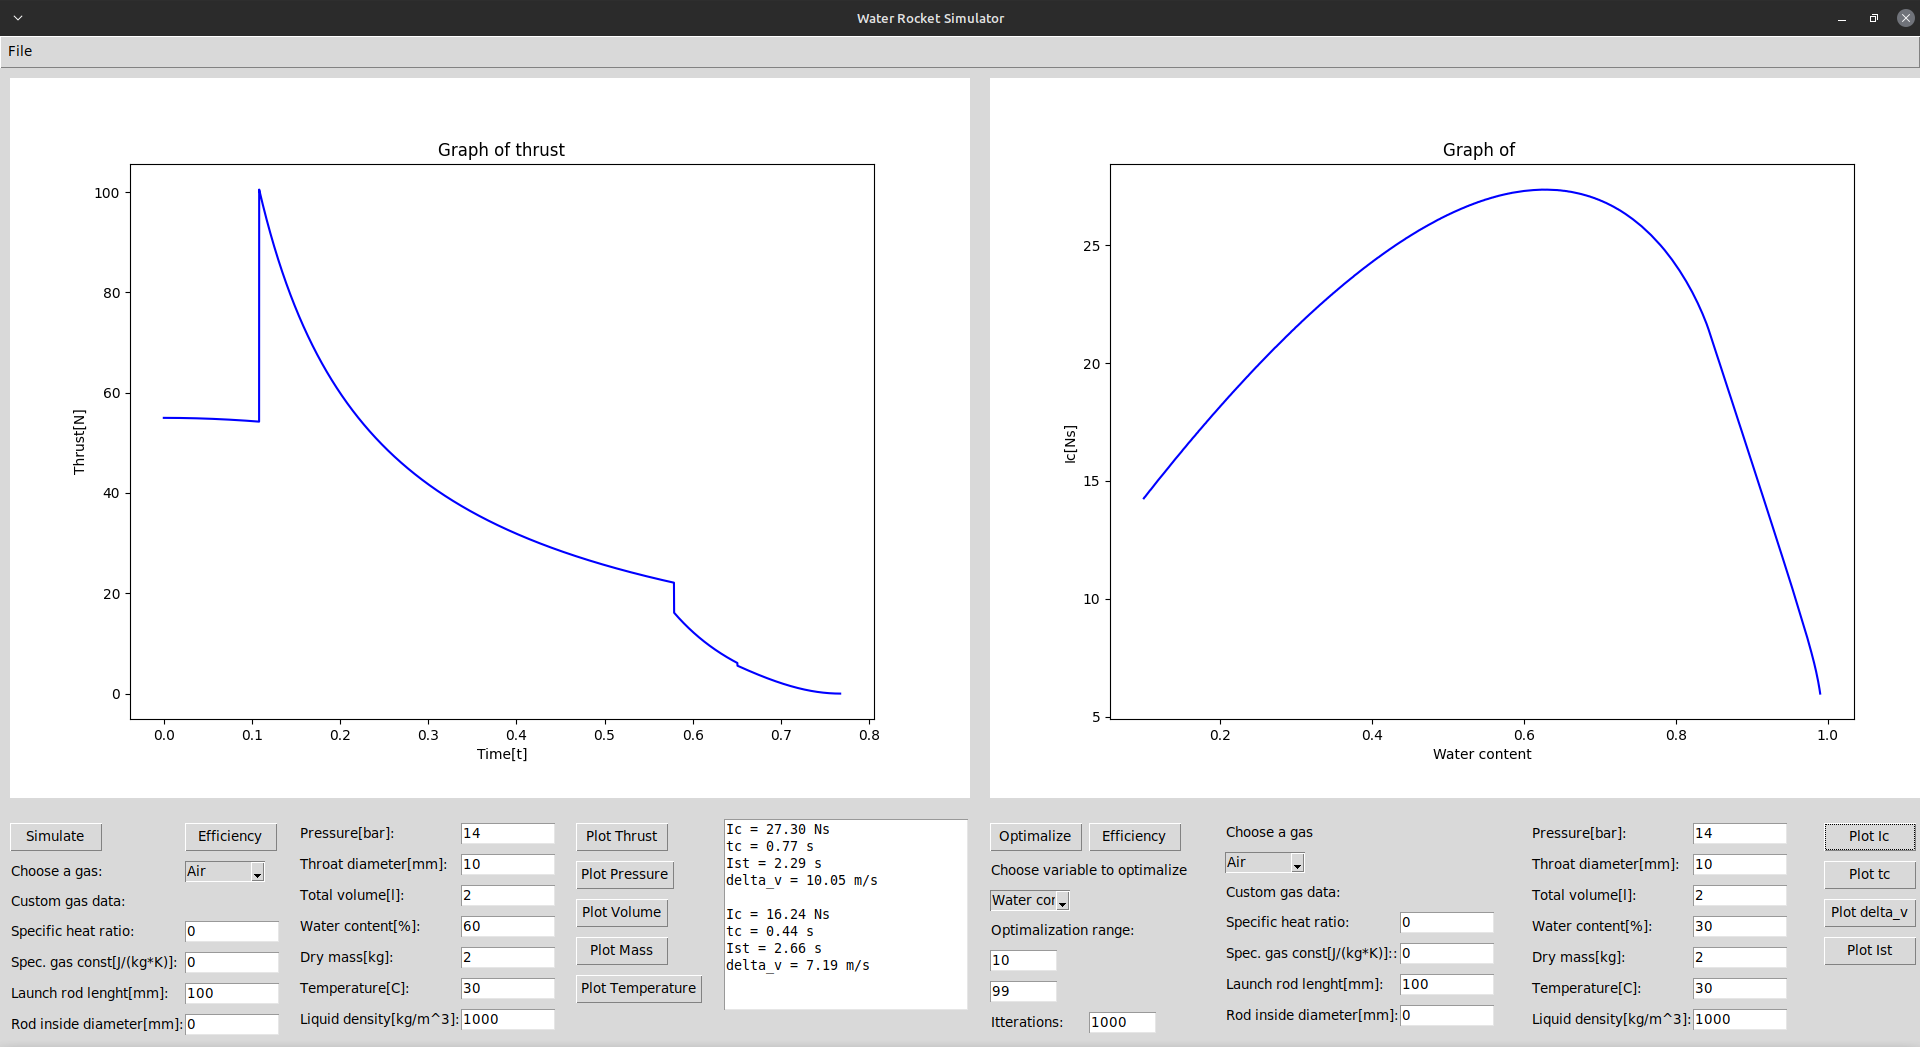 Water Rocket Simulator
File
Graph of thrust
100
80
60
40
20
0
Thrust[N]
0.0 0.1 0.2 0.3 0.4 0.5 0.6 0.7 0.8
Time[t]
Graph of
25
20
15
10
5
Ic[Ns]
0.2 0.4 0.6 0.8 1.0
Water content
Simulate Efficiency
Choose a gas: Air
Custom gas data:
Specific heat ratio: 0
Spec. gas const[J/(kg*K)]: 0
Launch rod lenght[mm]: 100
Rod inside diameter[mm]: 0
Pressure[bar]: 14
Throat diameter[mm]: 10
Total volume[l]: 2
Water content[%]: 60
Dry mass[kg]: 2
Temperature[C]: 30
Liquid density[kg/m^3]: 1000
Plot Thrust
Plot Pressure
Plot Volume
Plot Mass
Plot Temperature
Ic = 27.30 Ns
tc = 0.77 s
Ist = 2.29 s
delta_v = 10.05 m/s
Ic = 16.24 Ns
tc = 0.44 s
Ist = 2.66 s
delta_v = 7.19 m/s
Optimalize Efficiency
Choose variable to optimalize
Water cor
Optimalization range:
10
99
Itterations: 1000
Choose a gas
Air
Custom gas data:
Specific heat ratio: 0
Spec. gas const[J/(kg*K)]:: 0
Launch rod lenght[mm]: 100
Rod inside diameter[mm]: 0
Pressure[bar]: 14
Throat diameter[mm]: 10
Total volume[l]: 2
Water content[%]: 30
Dry mass[kg]: 2
Temperature[C]: 30
Liquid density[kg/m^3]: 1000
Plot Ic
Plot tc
Plot delta_v
Plot Ist